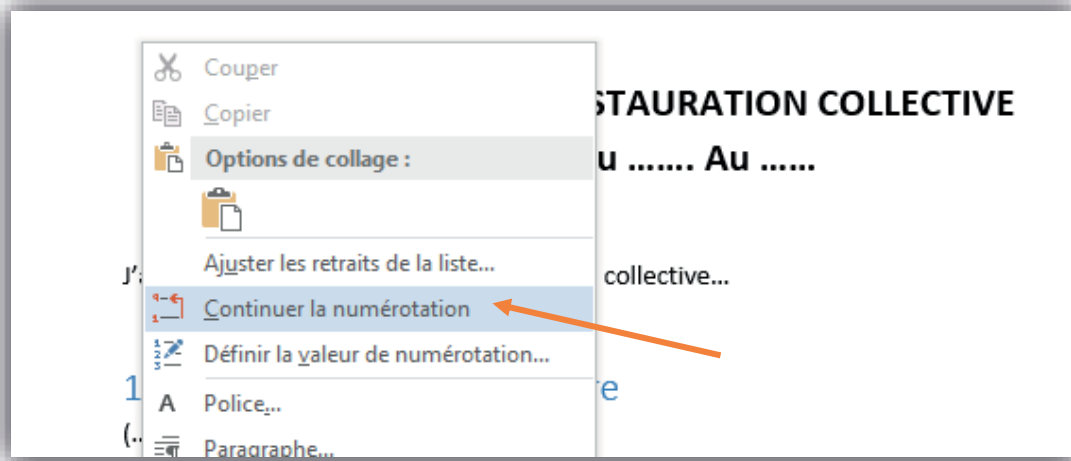 Couper
Copier
STAURATION COLLECTIVE
Options de collage :
u ....... Au ......
Ajuster les retraits de la liste...
J'
collective...
Continuer la numérotation
Définir la valeur de numérotation...
1
e
Police...
(..
Paragraphe...